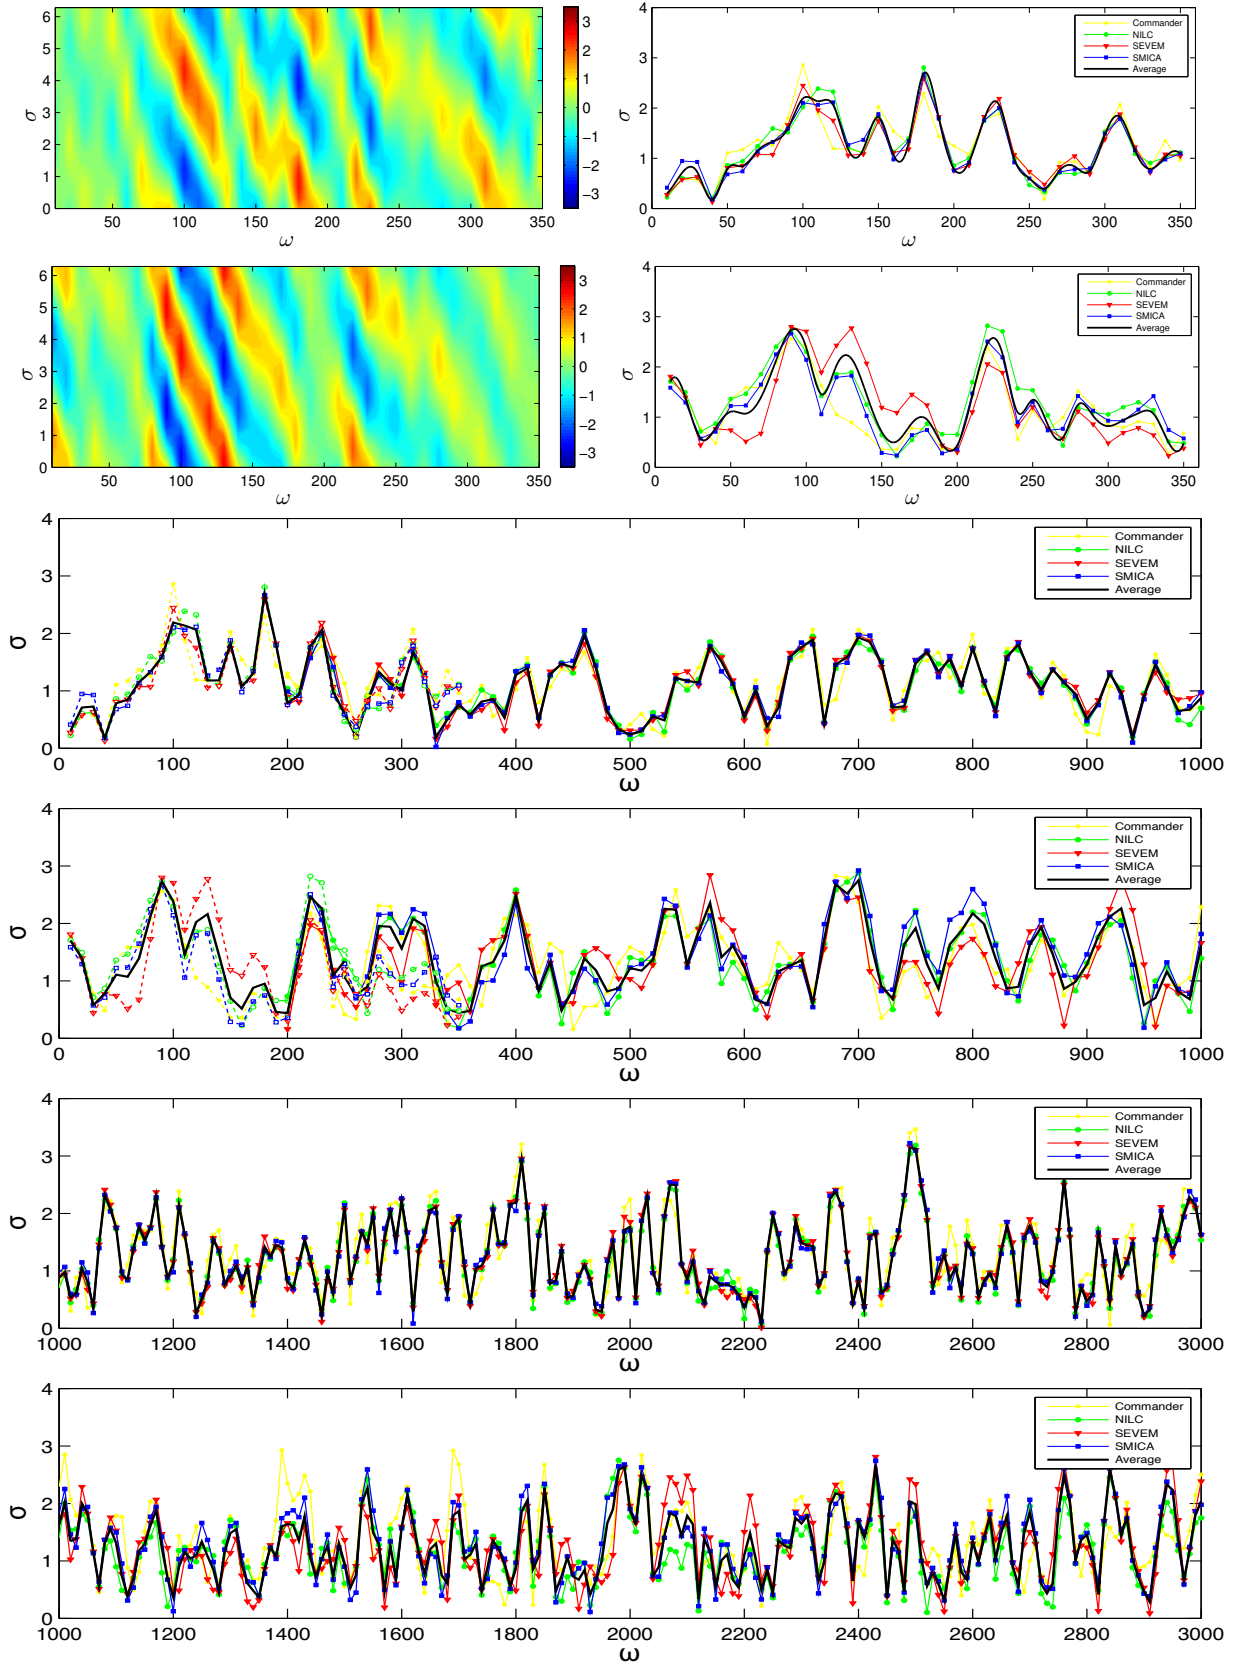 6
5
4
3
2
1
0
σ
50
100
150
200
250
300
350
ω
3
2
1
0
−1
−2
−3
4
3
2
1
0
σ
0
50
100
150
200
250
300
350
ω
Commander
NILC
SEVEM
SMICA
Average
6
5
4
3
2
1
0
σ
50
100
150
200
250
300
350
ω
3
2
1
0
−1
−2
−3
4
3
2
1
0
σ
0
50
100
150
200
250
300
350
ω
Commander
NILC
SEVEM
SMICA
Average
4
3
2
1
0
σ
0
100
200
300
400
500
600
700
800
900
1000
ω
Commander
NILC
SEVEM
SMICA
Average
4
3
2
1
0
σ
0
100
200
300
400
500
600
700
800
900
1000
ω
Commander
NILC
SEVEM
SMICA
Average
4
3
2
1
0
σ
1000
1200
1400
1600
1800
2000
2200
2400
2600
2800
3000
ω
Commander
NILC
SEVEM
SMICA
Average
4
3
2
1
0
σ
1000
1200
1400
1600
1800
2000
2200
2400
2600
2800
3000
ω
Commander
NILC
SEVEM
SMICA
Average